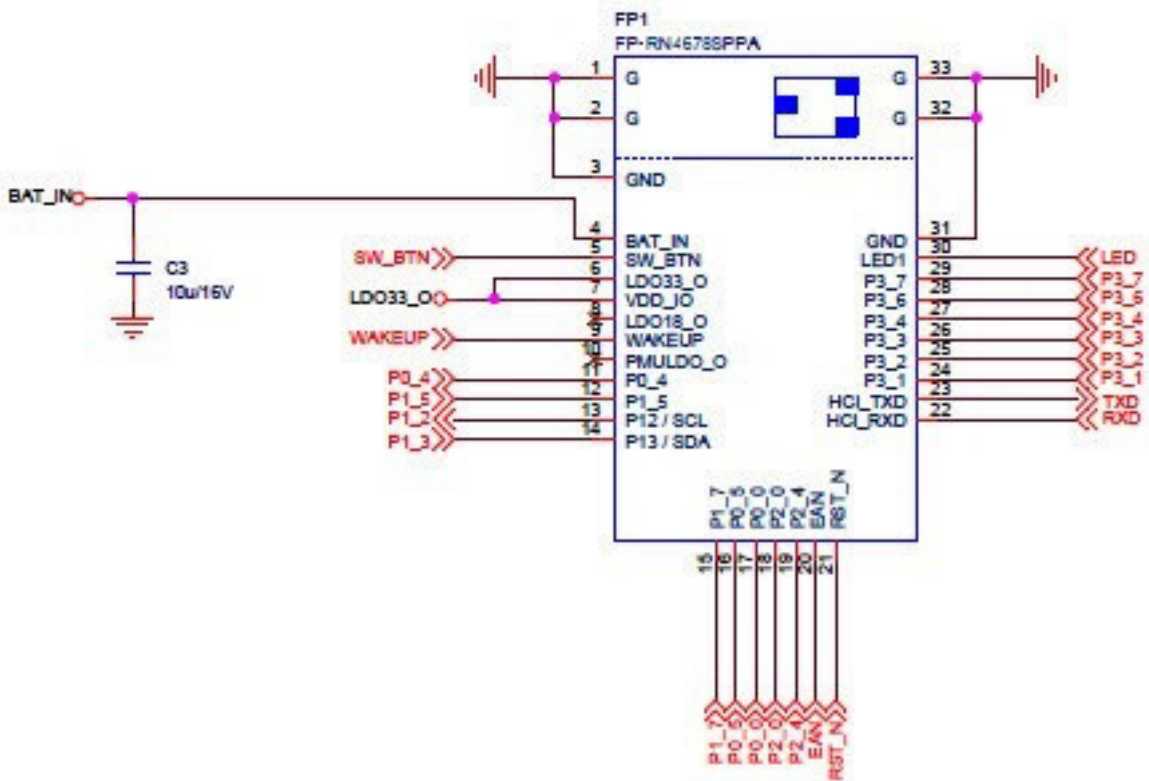 FP1
FP-RN4678SPPA
1 G G 33
2 G G 32
3 GND
BAT_IN
4 BAT_IN GND 31
SW_BTN 5 SW_BTN LED1 30 LED
6 LDO33_O P3_7 29 P3_7
LDO33_O 7 VDD_IO P3_6 28 P3_6
8 LDO18_O P3_4 27 P3_4
WAKEUP 9 WAKEUP P3_3 26 P3_3
10 PMULDO_O P3_2 25 P3_2
P0_4 11 P0_4 P3_1 24 P3_1
P1_5 12 P1_5 HCI_TXD 23 TXD
P1_2 13 P12 / SCL HCI_RXD 22 RXD
P1_3 14 P13 / SDA
C3
10u/16V
P1_7
P0_5
P0_0
P2_0
P2_4
EAN
RST_N
15
16
17
18
19
20
21
P1_7
P0_5
P0_0
P2_0
P2_4
EAN
RST_N